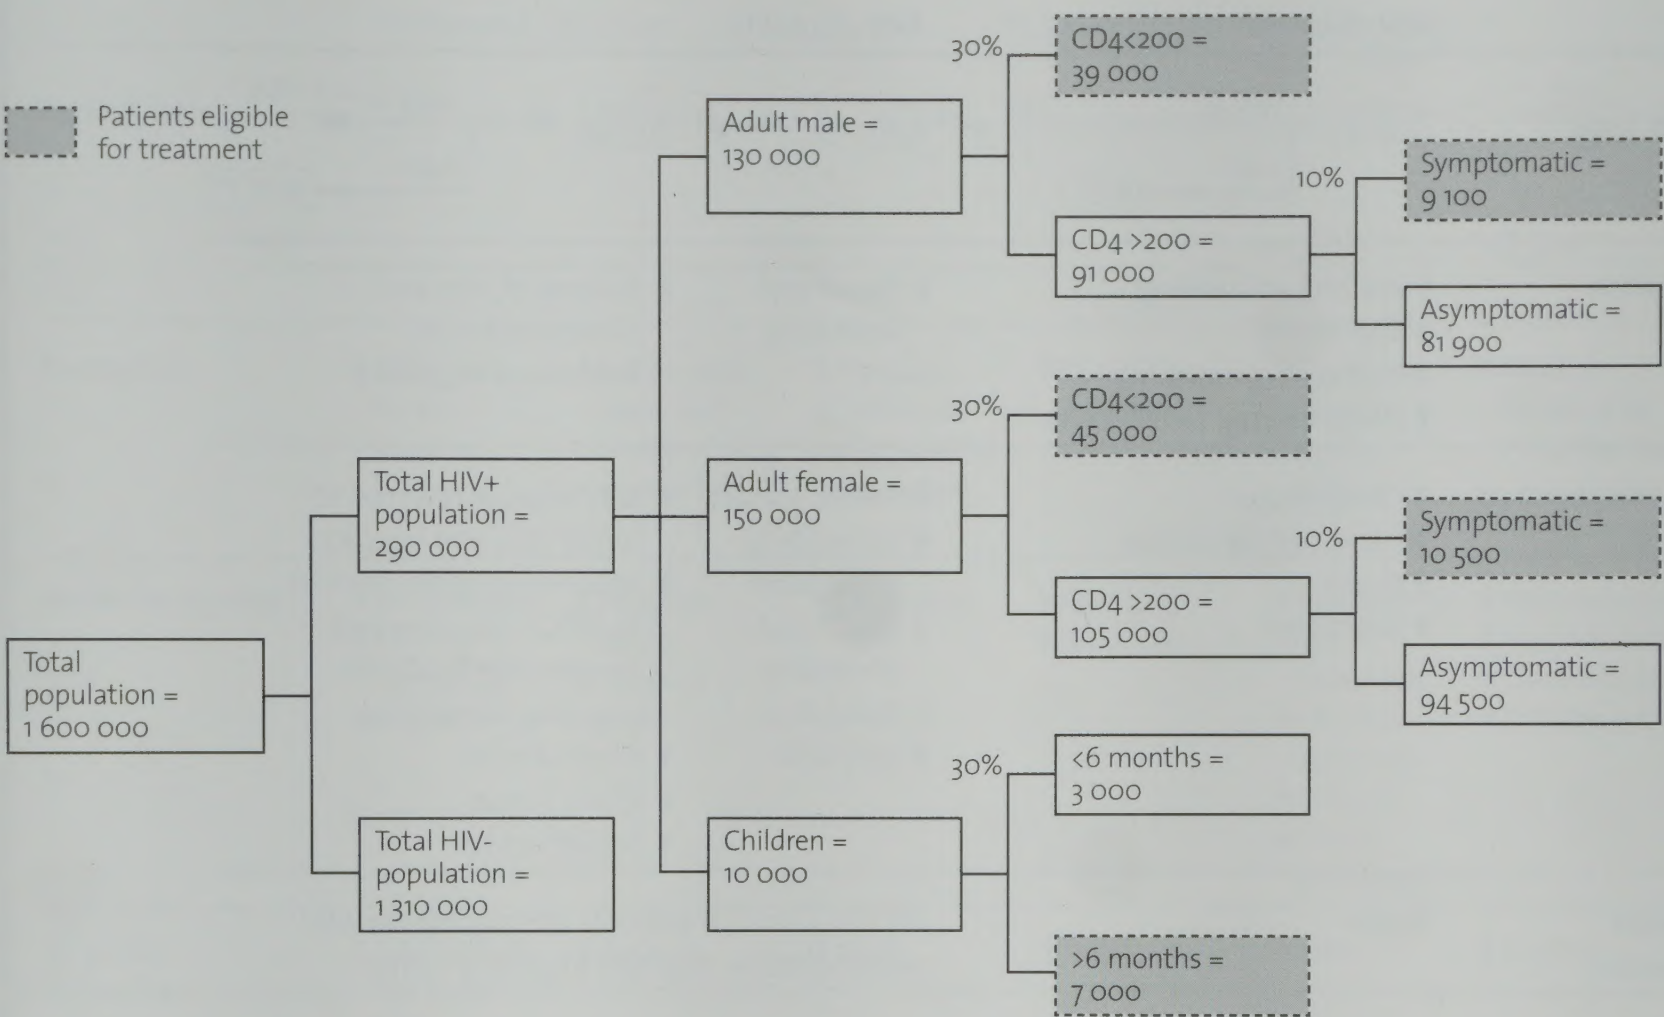 Patients eligible
for treatment
Total
population =
1 600 000
Total HIV+
population =
290 000
Total HIV-
population =
1 310 000
Adult male =
130 000
Adult female =
150 000
Children =
10 000
30%
CD4<200 =
39 000
CD4 >200 =
91 000
10%
Symptomatic =
9 100
Asymptomatic =
81 900
30%
CD4<200 =
45 000
CD4 >200 =
105 000
10%
Symptomatic =
10 500
Asymptomatic =
94 500
30%
<6 months =
3 000
>6 months =
7 000